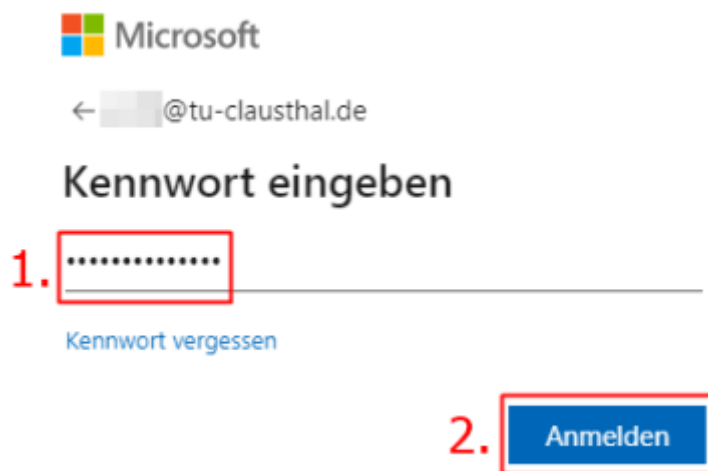 Microsoft
← @tu-clausthal.de
Kennwort eingeben
1. ••••••••••••••
Kennwort vergessen
2. Anmelden